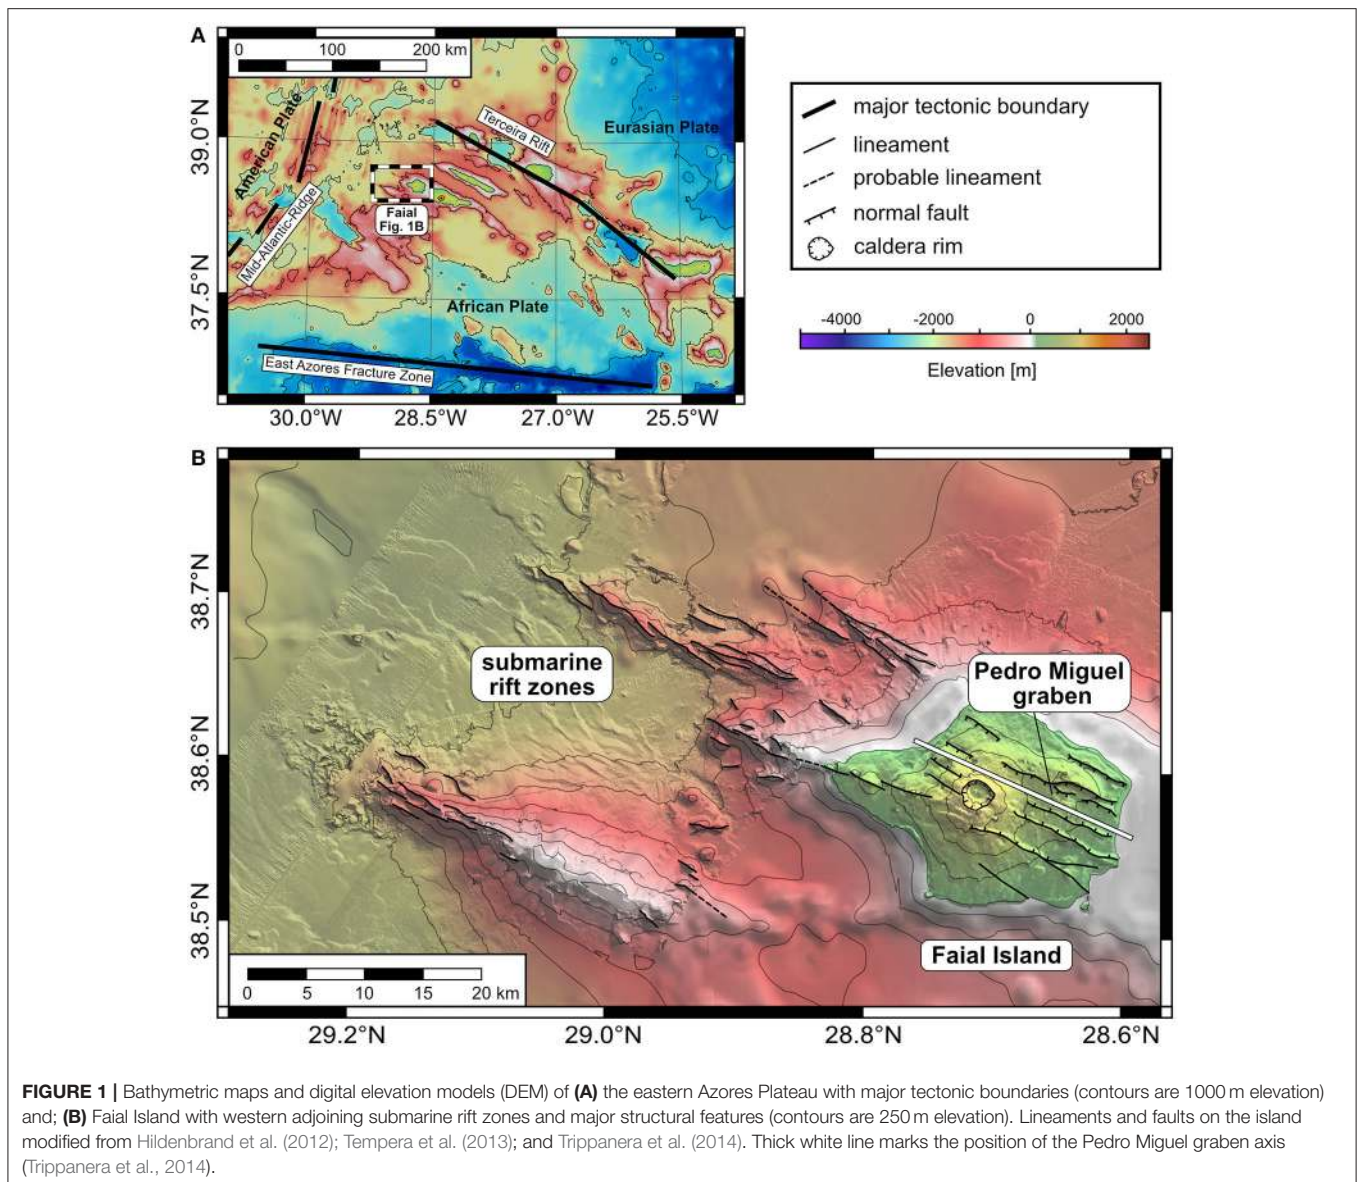 A
0 100 200 km
39.0°N
37.5°N
American Plate
Mid-Atlantic-Ridge
Terceira Rift
Eurasian Plate
Faial
Fig. 1B
African Plate
East Azores Fracture Zone
30.0°W 28.5°W 27.0°W 25.5°W
major tectonic boundary
lineament
probable lineament
normal fault
caldera rim
-4000 -2000 0 2000
Elevation [m]
B
38.7°N
38.6°N
38.5°N
submarine
rift zones
Pedro Miguel
graben
Faial Island
0 5 10 15 20 km
29.2°N 29.0°N 28.8°N 28.6°N
FIGURE 1 | Bathymetric maps and digital elevation models (DEM) of (A) the eastern Azores Plateau with major tectonic boundaries (contours are 1000 m elevation)
and; (B) Faial Island with western adjoining submarine rift zones and major structural features (contours are 250 m elevation). Lineaments and faults on the island
modified from Hildenbrand et al. (2012); Tempera et al. (2013); and Trippanera et al. (2014). Thick white line marks the position of the Pedro Miguel graben axis
(Trippanera et al., 2014).